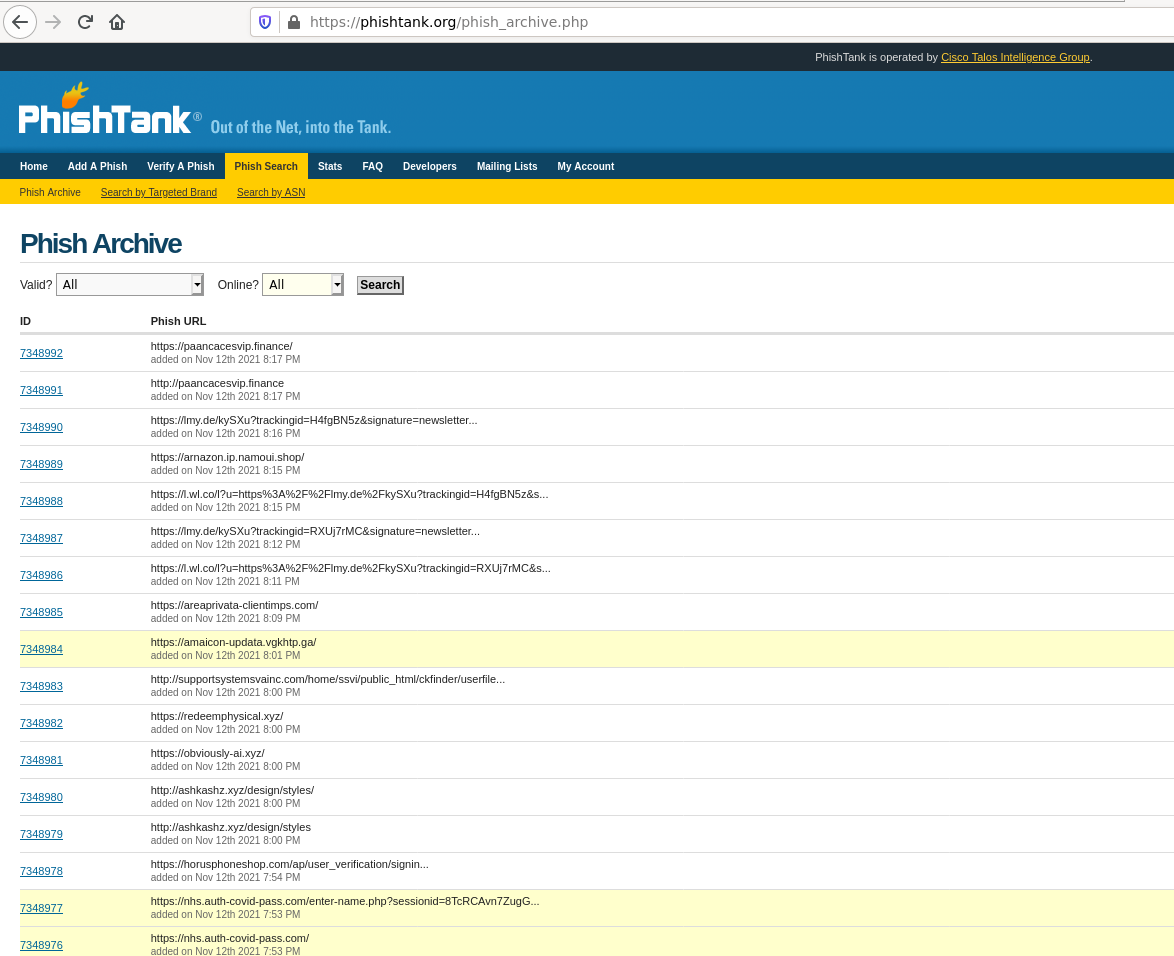 https://phishtank.org/phish_archive.php
PhishTank is operated by Cisco Talos Intelligence Group.
PhishTank® Out of the Net, into the Tank.
Home Add A Phish Verify A Phish Phish Search Stats FAQ Developers Mailing Lists My Account
Phish Archive Search by Targeted Brand Search by ASN
Phish Archive
Valid? All Online? All Search
ID Phish URL
7348992 https://paancacesvip.finance/
added on Nov 12th 2021 8:17 PM
7348991 http://paancacesvip.finance
added on Nov 12th 2021 8:17 PM
7348990 https://lmy.de/kySXu?trackingid=H4fgBN5z&signature=newsletter...
added on Nov 12th 2021 8:16 PM
7348989 https://arnazon.ip.namoui.shop/
added on Nov 12th 2021 8:15 PM
7348988 https://l.wl.co/l?u=https%3A%2F%2Flmy.de%2FkySXu?trackingid=H4fgBN5z&s...
added on Nov 12th 2021 8:15 PM
7348987 https://lmy.de/kySXu?trackingid=RXUj7rMC&signature=newsletter...
added on Nov 12th 2021 8:12 PM
7348986 https://l.wl.co/l?u=https%3A%2F%2Flmy.de%2FkySXu?trackingid=RXUj7rMC&s...
added on Nov 12th 2021 8:11 PM
7348985 https://areaprivata-clientimps.com/
added on Nov 12th 2021 8:09 PM
7348984 https://amaicon-updata.vgkhtp.ga/
added on Nov 12th 2021 8:01 PM
7348983 http://supportsystemsvainc.com/home/ssvi/public_html/ckfinder/userfile...
added on Nov 12th 2021 8:00 PM
7348982 https://redeemphysical.xyz/
added on Nov 12th 2021 8:00 PM
7348981 https://obviously-ai.xyz/
added on Nov 12th 2021 8:00 PM
7348980 http://ashkashz.xyz/design/styles/
added on Nov 12th 2021 8:00 PM
7348979 http://ashkashz.xyz/design/styles
added on Nov 12th 2021 8:00 PM
7348978 https://horusphoneshop.com/ap/user_verification/signin...
added on Nov 12th 2021 7:54 PM
7348977 https://nhs.auth-covid-pass.com/enter-name.php?sessionid=8TcRCAvn7ZugG...
added on Nov 12th 2021 7:53 PM
7348976 https://nhs.auth-covid-pass.com/
added on Nov 12th 2021 7:53 PM